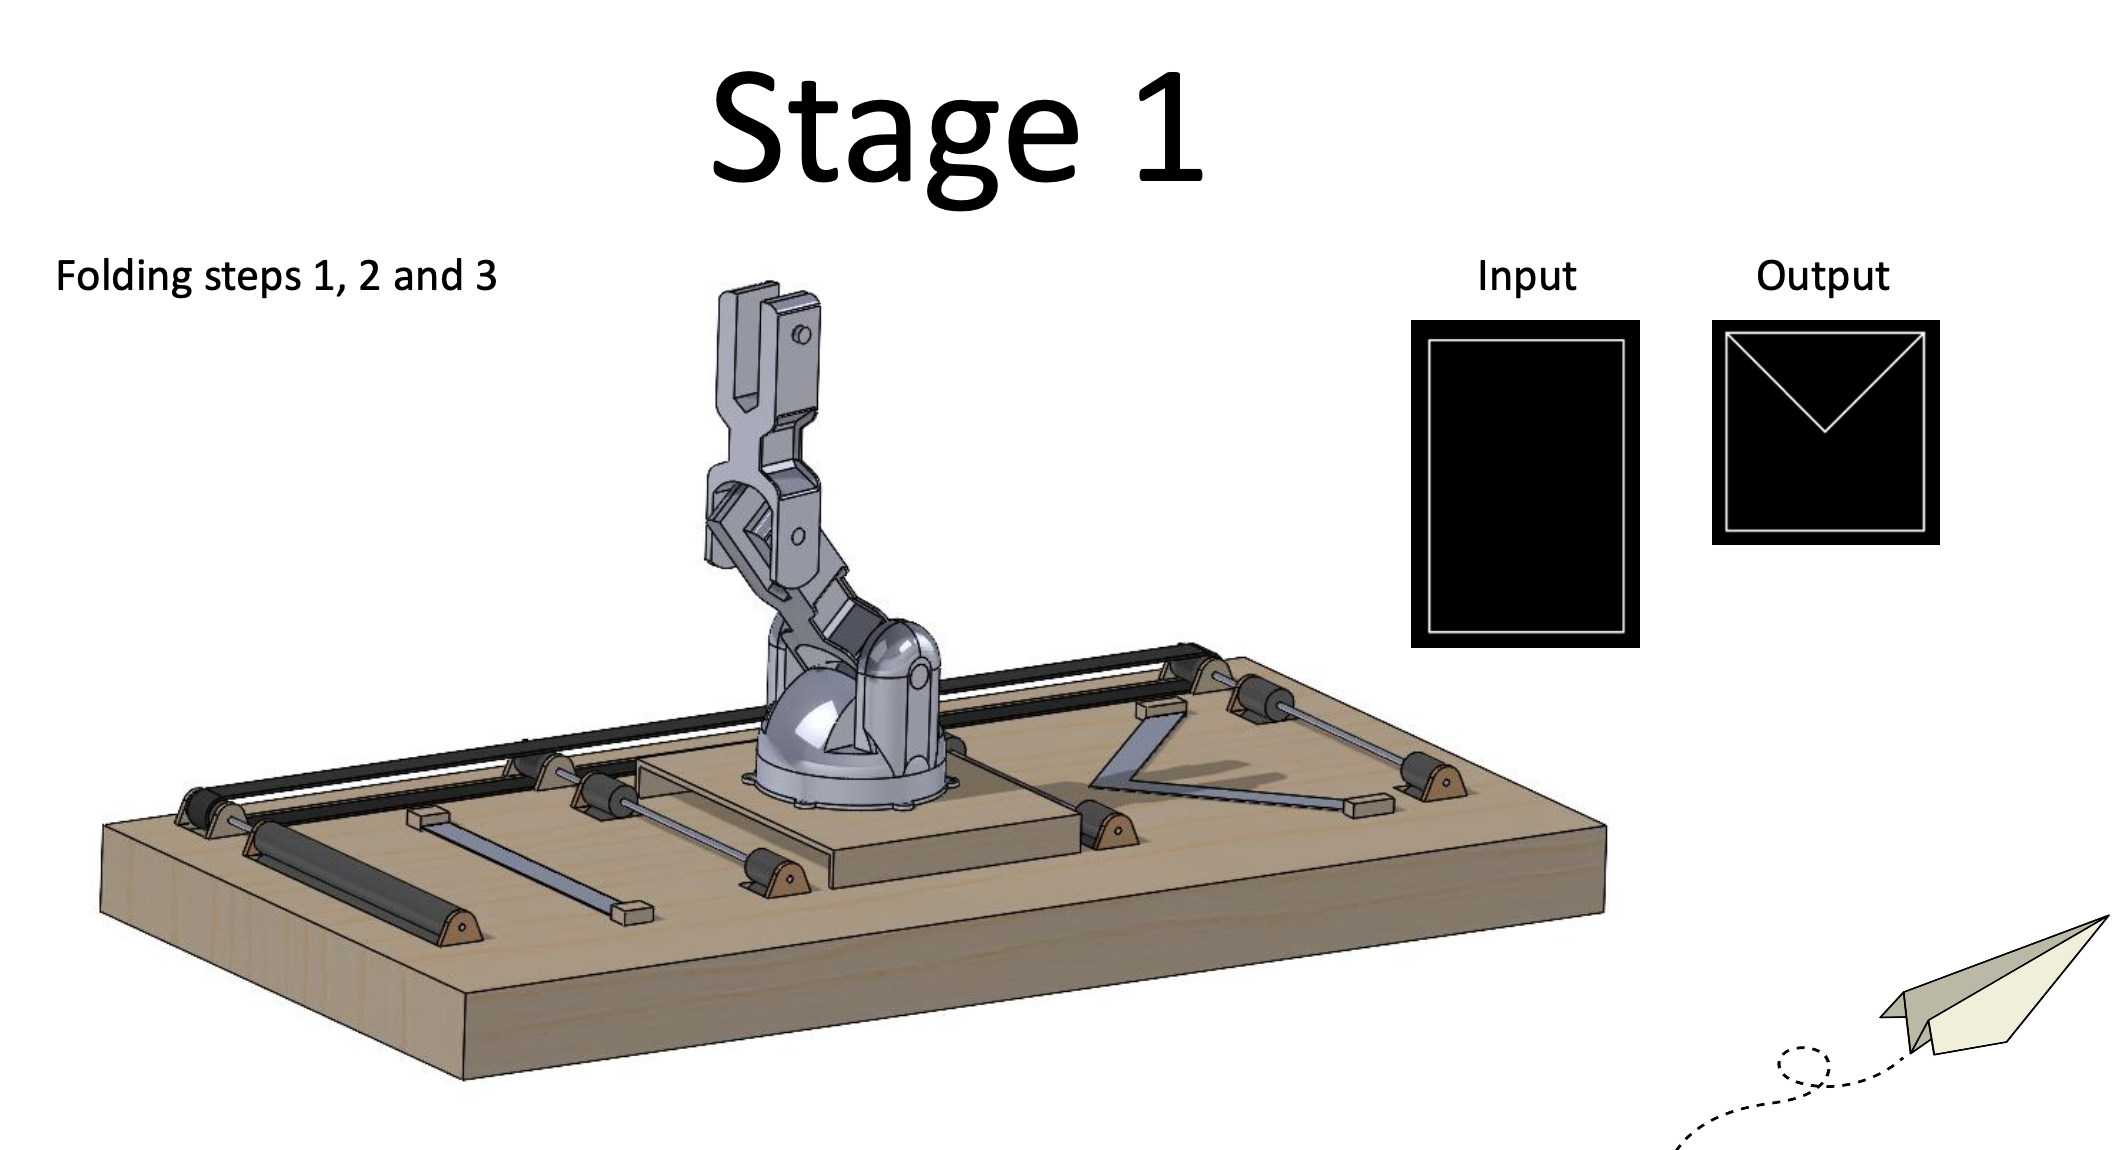 Stage 1
Folding steps 1, 2 and 3
Input
Output